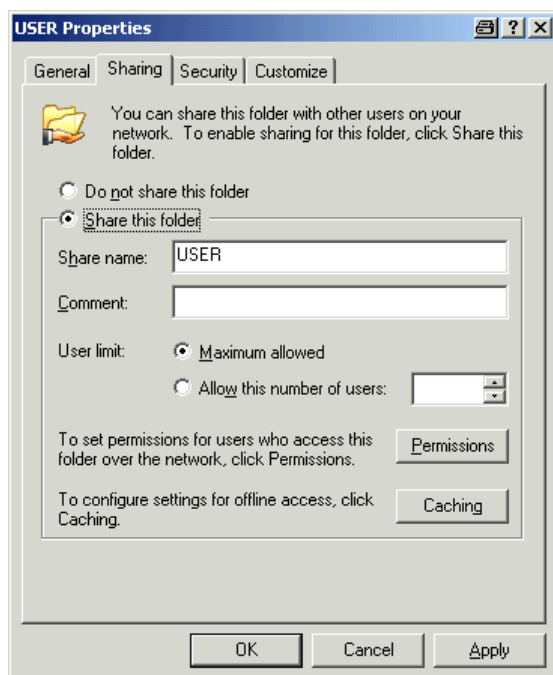 USER Properties
General Sharing Security Customize
You can share this folder with other users on your
network. To enable sharing for this folder, click Share this
folder.
Do not share this folder
Share this folder
Share name: USER
Comment:
User limit: Maximum allowed
Allow this number of users:
To set permissions for users who access this
folder over the network, click Permissions.
Permissions
To configure settings for offline access, click
Caching.
Caching
OK Cancel Apply